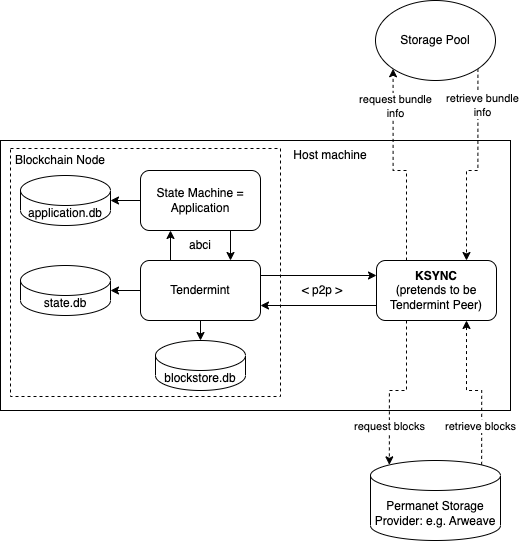 Storage Pool
request bundle
info
retrieve bundle
info
Host machine
Blockchain Node
State Machine =
Application
application.db
abci
Tendermint
state.db
< p2p >
KSYNC
(pretends to be
Tendermint Peer)
blockstore.db
request blocks
retrieve blocks
Permanet Storage
Provider: e.g. Arweave